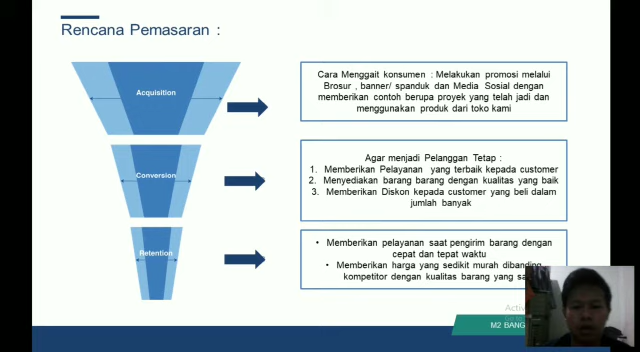 Rencana Pemasaran :
Acquisition
Cara Menggait konsumen : Melakukan promosi melalui
Brosur , banner/ spanduk dan Media Sosial dengan
memberikan contoh berupa proyek yang telah jadi dan
menggunakan produk dari toko kami
Conversion
Agar menjadi Pelanggan Tetap :
1. Memberikan Pelayanan yang terbaik kepada customer
2. Menyediakan barang barang dengan kualitas yang baik
3. Memberikan Diskon kepada customer yang beli dalam
jumlah banyak
Retention
• Memberikan pelayanan saat pengirim barang dengan
cepat dan tepat waktu
• Memberikan harga yang sedikit murah dibanding
kompetitor dengan kualitas barang yang
M2